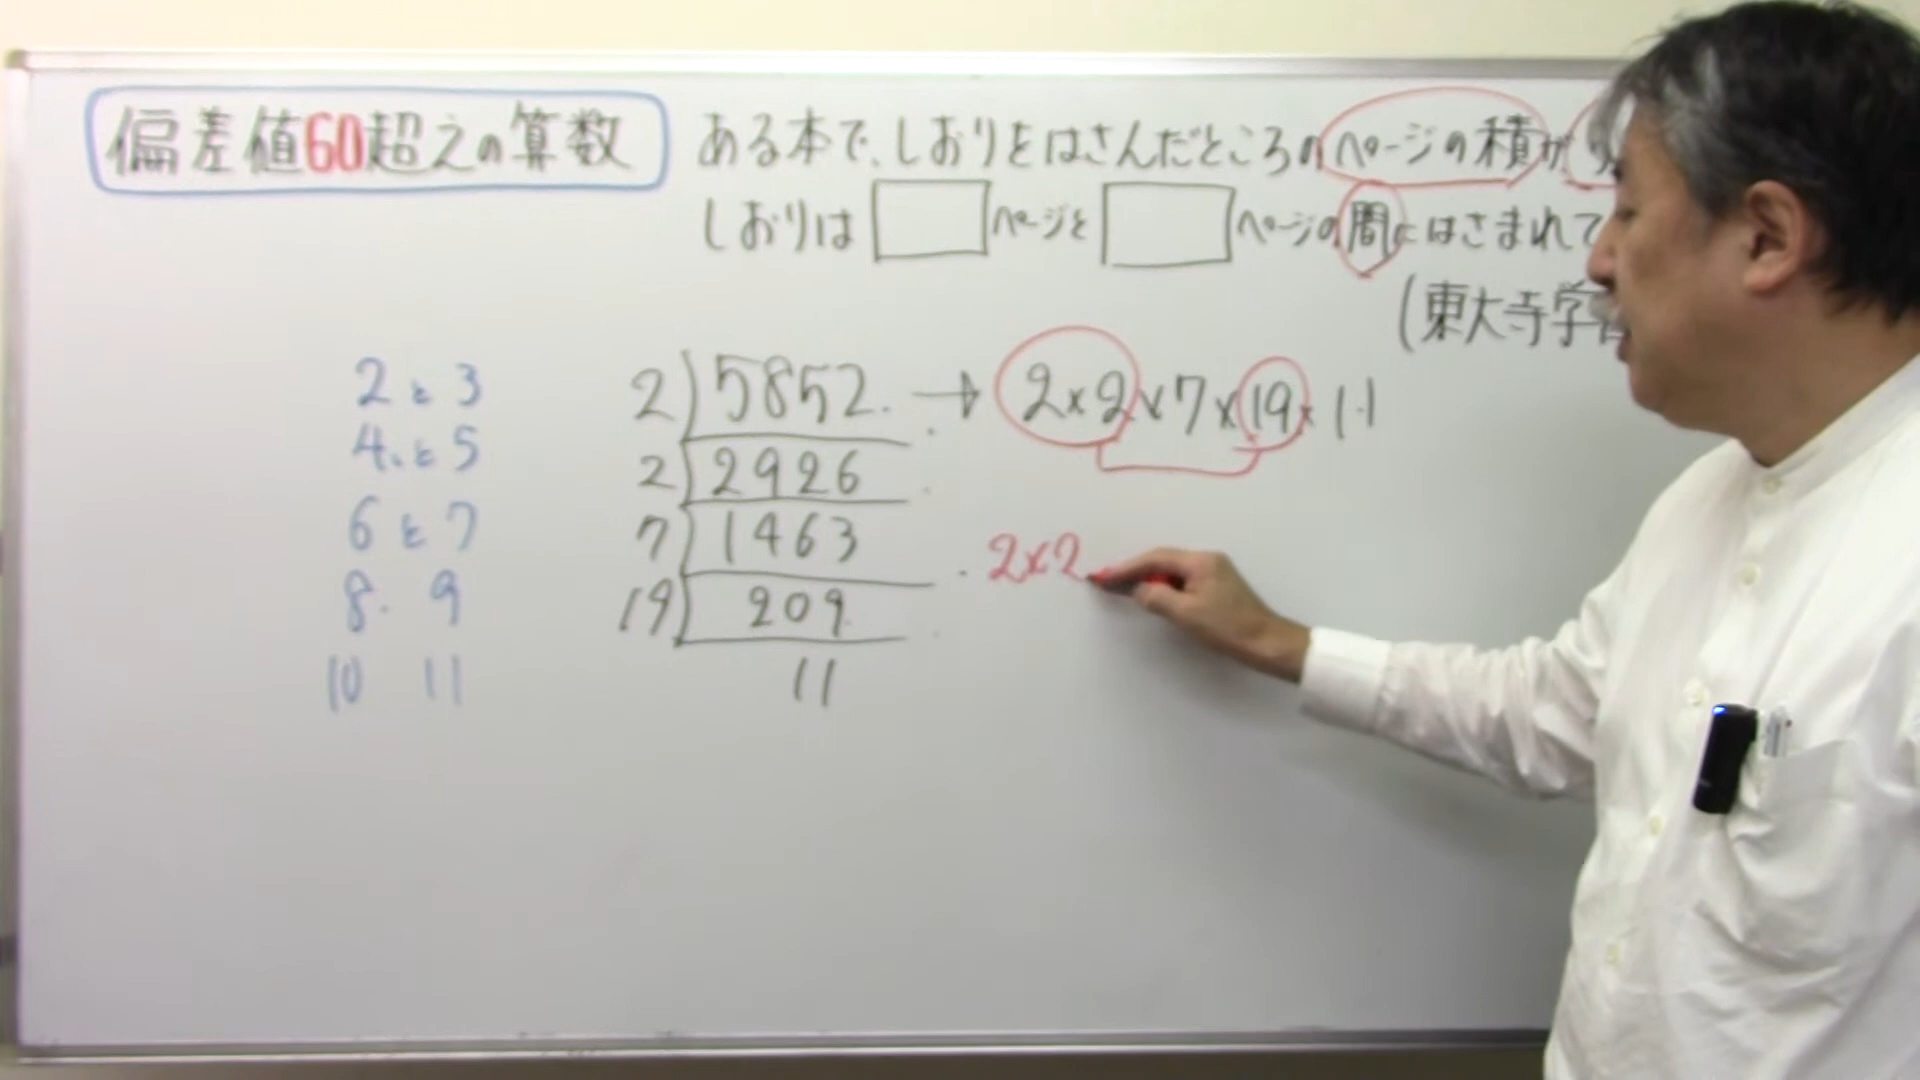 偏差値60超えの算数
ある本で、しおりをはさんだところのページの積が
しおりは□ページと□ページの間にはさまれて
(東大寺学
2と3
4と5
6と7
8. 9
10 11
2)5852 → 2×2×7×19×11
2)2926
7)1463
19)209
11
2×2